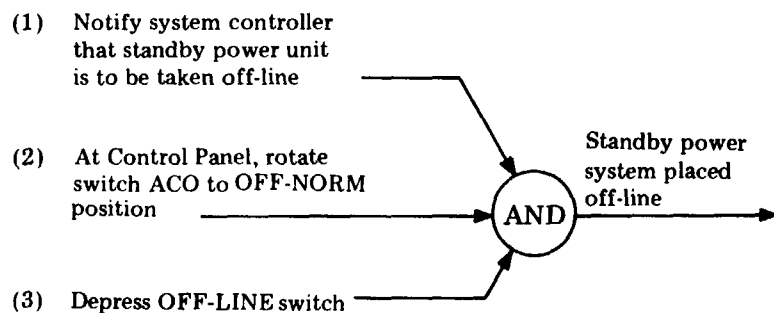 (1) Notify system controller
that standby power unit
is to be taken off-line
(2) At Control Panel, rotate
switch ACO to OFF-NORM
position
AND
Standby power
system placed
off-line
(3) Depress OFF-LINE switch